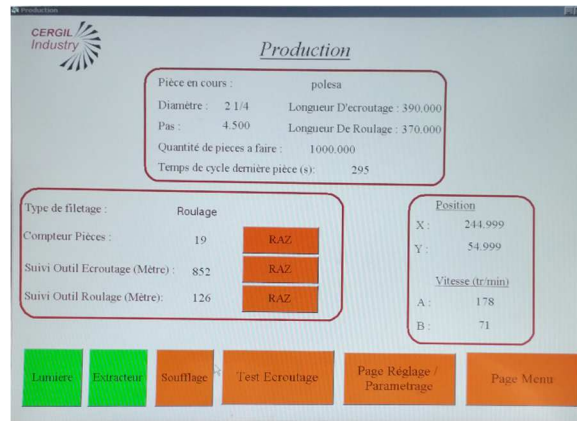 Production
CERGIL
Industry
Production
Pièce en cours : polesa
Diamètre : 2 1/4 Longueur D'ecroutage : 390.000
Pas : 4.500 Longueur De Roulage : 370.000
Quantité de pieces a faire : 1000.000
Temps de cycle dernière pièce (s): 295
Type de filetage : Roulage
Compteur Pièces : 19 RAZ
Suivi Outil Ecroutage (Mètre) : 852 RAZ
Suivi Outil Roulage (Mètre): 126 RAZ
Position
X : 244.999
Y : 54.999
Vitesse (tr/min)
A : 178
B : 71
Lumiere Extracteur Soufflage Test Ecroutage Page Réglage / Page Menu
Parametrage